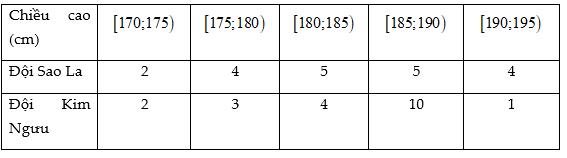 Chiều cao (cm) [170;175) [175;180) [180;185) [185;190) [190;195)
Đội Sao La 2 4 5 5 4
Đội Kim Ngưu 2 3 4 10 1